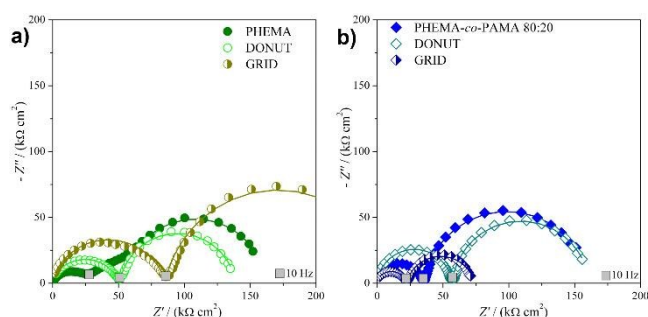 a)
PHEMA
DONUT
GRID
- Z'' / (kΩ cm²)
200
150
100
50
0
0 50 100 150 200
10 Hz
Z' / (kΩ cm²)
b)
PHEMA-co-PAMA 80:20
DONUT
GRID
- Z'' / (kΩ cm²)
200
150
100
50
0
0 50 100 150 200
10 Hz
Z' / (kΩ cm²)